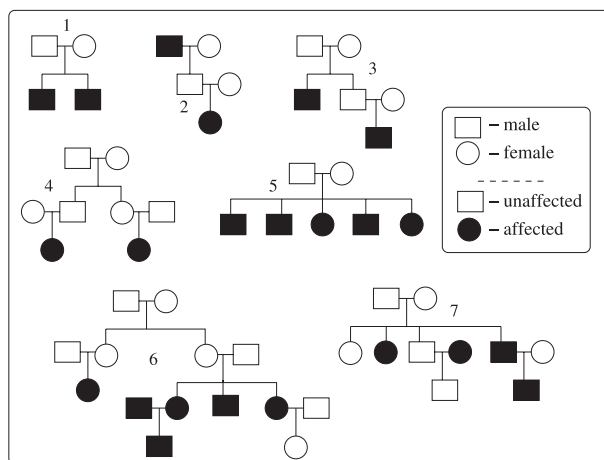 1
2
3
4
5
6
7
– male
– female
– unaffected
– affected